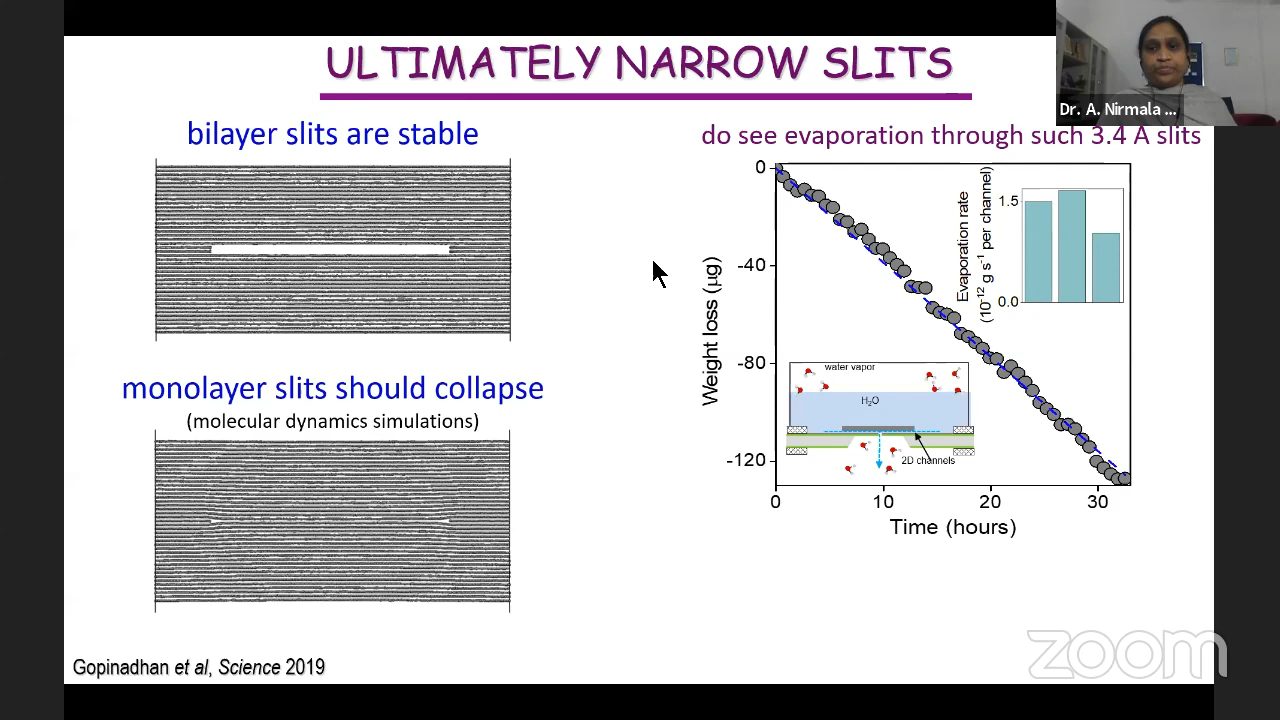 ULTIMATELY NARROW SLITS
Dr. A. Nirmala ...
bilayer slits are stable
do see evaporation through such 3.4 A slits
monolayer slits should collapse
(molecular dynamics simulations)
Weight loss (µg)
0
-40
-80
-120
0
10
20
30
Time (hours)
Evaporation rate
(10⁻¹² g s⁻¹ per channel)
1.5
0.0
water vapor
H₂O
2D channels
Gopinadhan et al, Science 2019
zoom